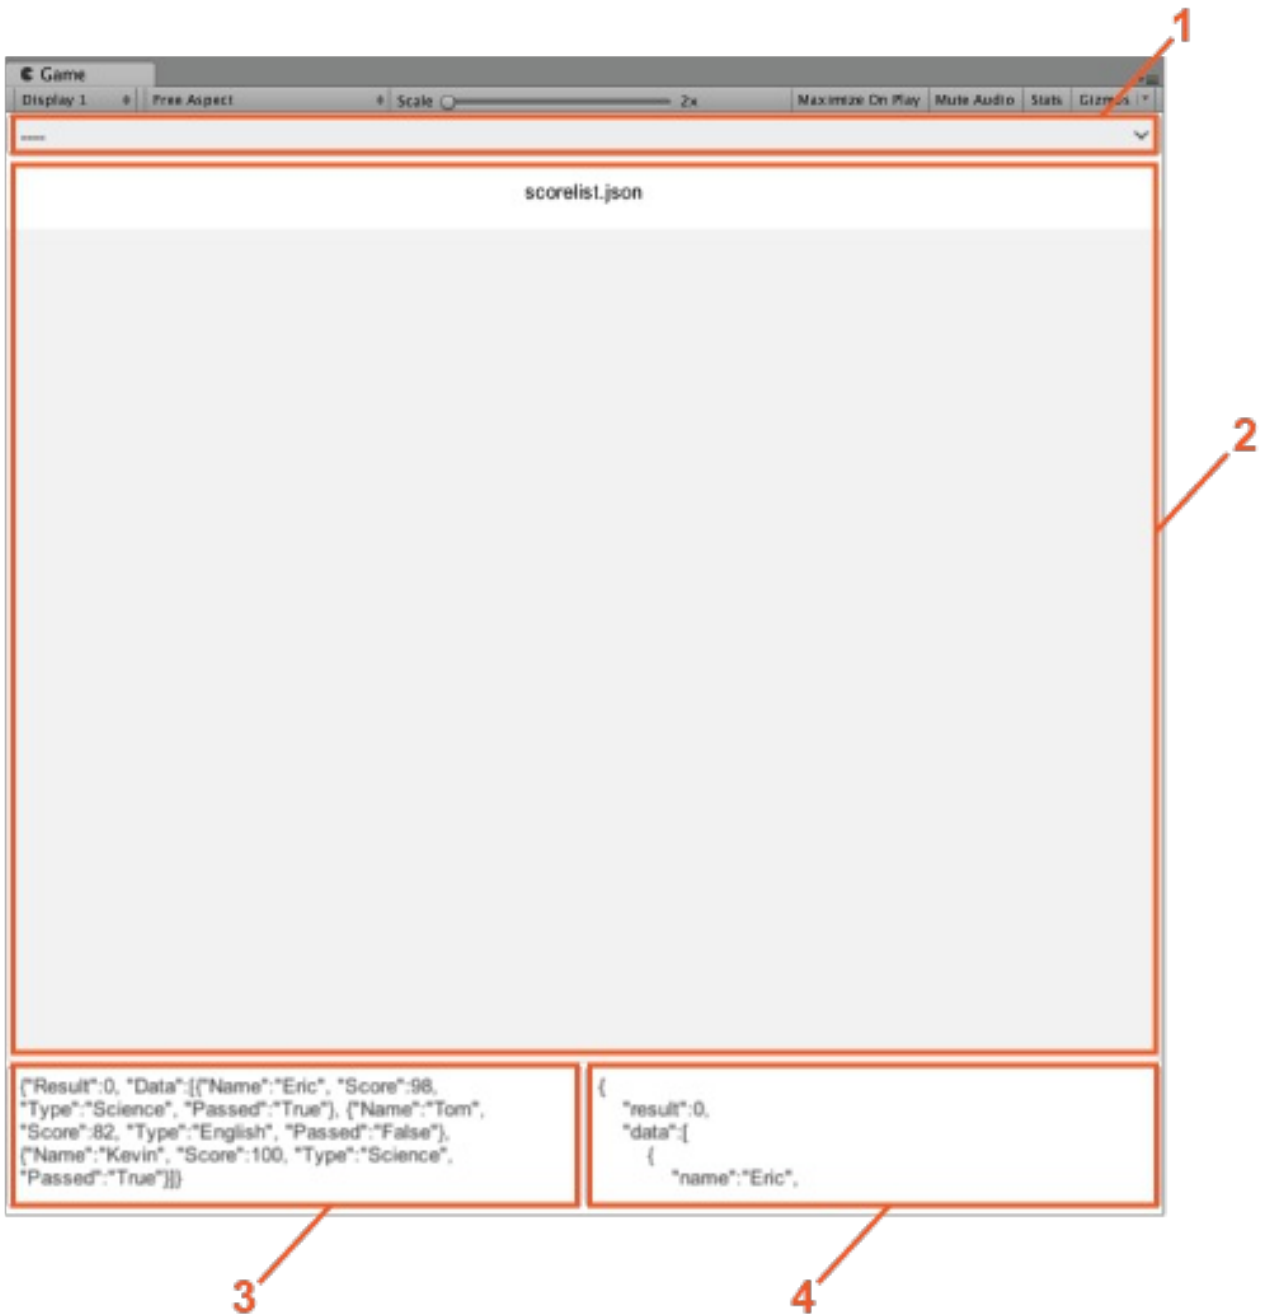 1
Game
Display 1 Free Aspect Scale 2x Maximize On Play Mute Audio Stats Gizmos
----
scorelist.json
2
{"Result":0, "Data":[{"Name":"Eric", "Score":98,
"Type":"Science", "Passed":"True"}, {"Name":"Tom",
"Score":82, "Type":"English", "Passed":"False"},
{"Name":"Kevin", "Score":100, "Type":"Science",
"Passed":"True"}]}
{
"result":0,
"data":[
{
"name":"Eric",
3
4